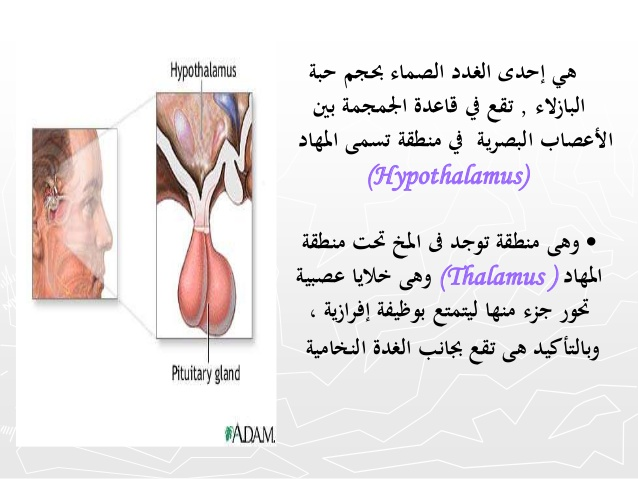 Hypothalamus
Pituitary gland
ADAM
هي إحدى الغدد الصماء بحجم حبة
البازلاء , تقع في قاعدة الجمجمة بين
الأعصاب البصرية في منطقة تسمى المهاد
(Hypothalamus)
• وهى منطقة توجد فى المخ تحت منطقة
المهاد (Thalamus ) وهى خلايا عصبية
تحور جزء منها ليتمتع بوظيفة إفرازية ،
وبالتأكيد هى تقع بجانب الغدة النخامية